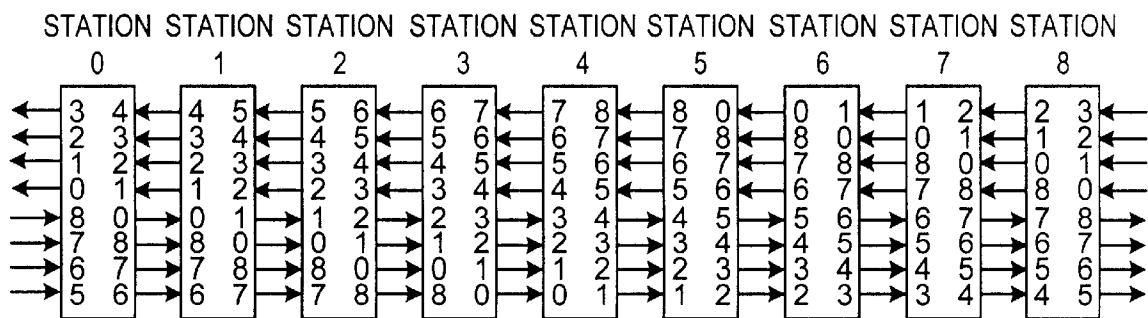 STATION STATION STATION STATION STATION STATION STATION STATION STATION
0 1 2 3 4 5 6 7 8
3 4 4 5 5 6 6 7 7 8 8 0 0 1 1 2 2 3
2 3 3 4 4 5 5 6 6 7 7 8 8 0 0 1 1 2
1 2 2 3 3 4 4 5 5 6 6 7 7 8 8 0 0 1
0 1 1 2 2 3 3 4 4 5 5 6 6 7 7 8 8 0
8 0 0 1 1 2 2 3 3 4 4 5 5 6 6 7 7 8
7 8 8 0 0 1 1 2 2 3 3 4 4 5 5 6 6 7
6 7 7 8 8 0 0 1 1 2 2 3 3 4 4 5 5 6
5 6 6 7 7 8 8 0 0 1 1 2 2 3 3 4 4 5